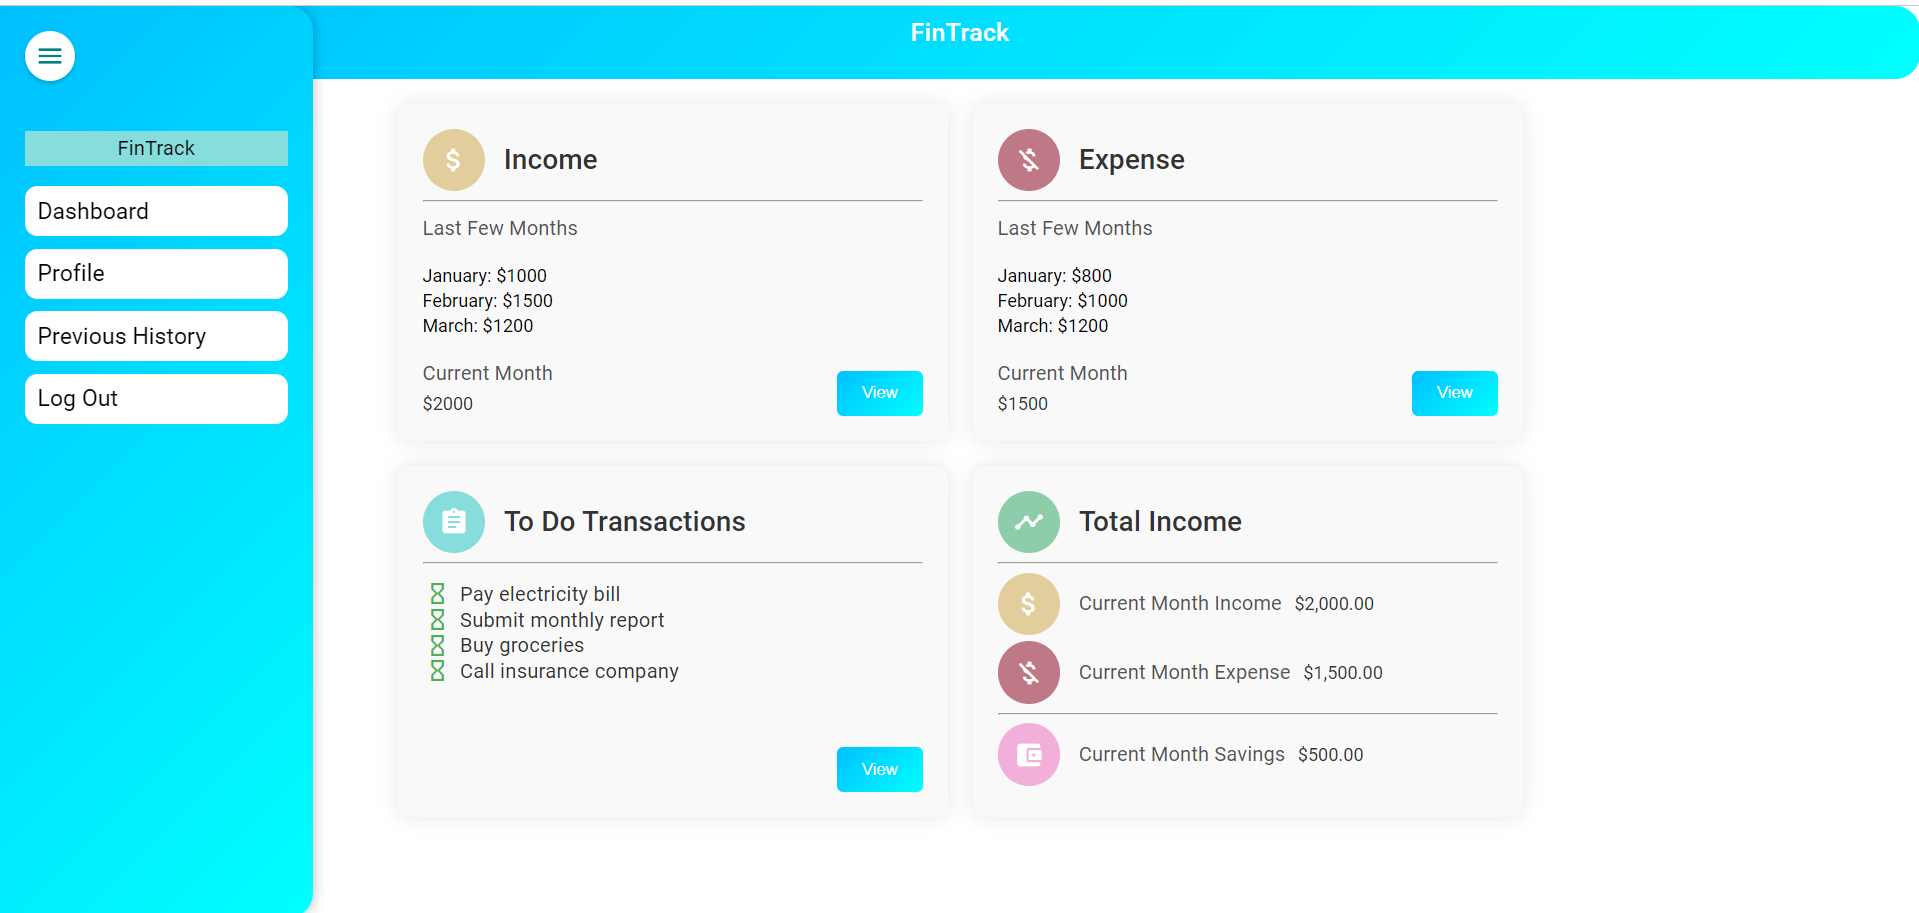 FinTrack
FinTrack
Dashboard
Profile
Previous History
Log Out
Income
Last Few Months
January: $1000
February: $1500
March: $1200
Current Month
$2000
View
Expense
Last Few Months
January: $800
February: $1000
March: $1200
Current Month
$1500
View
To Do Transactions
Pay electricity bill
Submit monthly report
Buy groceries
Call insurance company
View
Total Income
Current Month Income $2,000.00
Current Month Expense $1,500.00
Current Month Savings $500.00